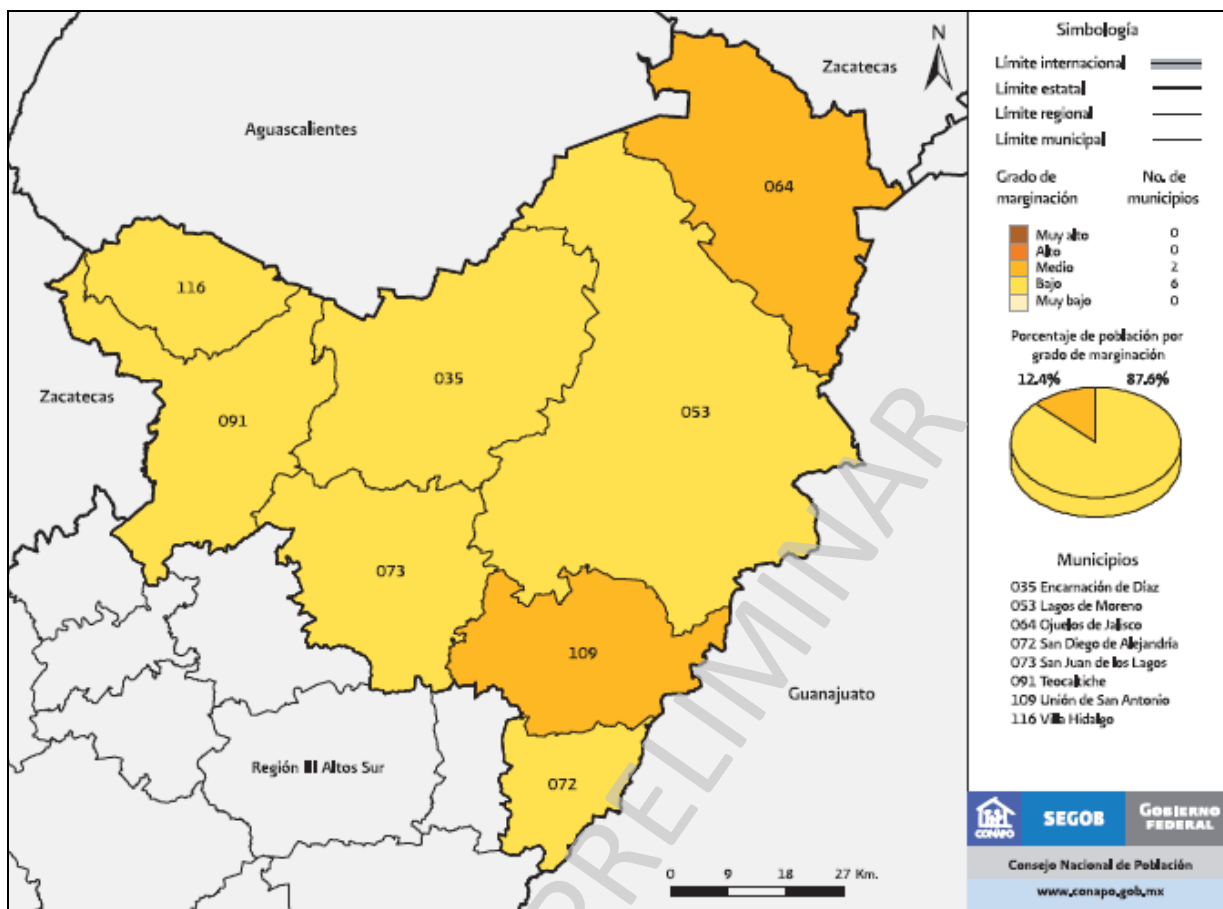 Zacatecas
N
Aguascalientes
064
116
035
Zacatecas
091
053
073
109
Guanajuato
Región III Altos Sur
072
PRELIMINAR
0 9 18 27 Km.
Simbología
Límite internacional
Límite estatal
Límite regional
Límite municipal
Grado de marginación No. de municipios
Muy alto 0
Alto 0
Medio 2
Bajo 6
Muy bajo 0
Porcentaje de población por
grado de marginación
12.4% 87.6%
Municipios
035 Encarnación de Díaz
053 Lagos de Moreno
064 Ojuelos de Jalisco
072 San Diego de Alejandría
073 San Juan de los Lagos
091 Teocaltiche
109 Unión de San Antonio
116 Villa Hidalgo
CONAPO
SEGOB
GOBIERNO
FEDERAL
Consejo Nacional de Población
www.conapo.gob.mx